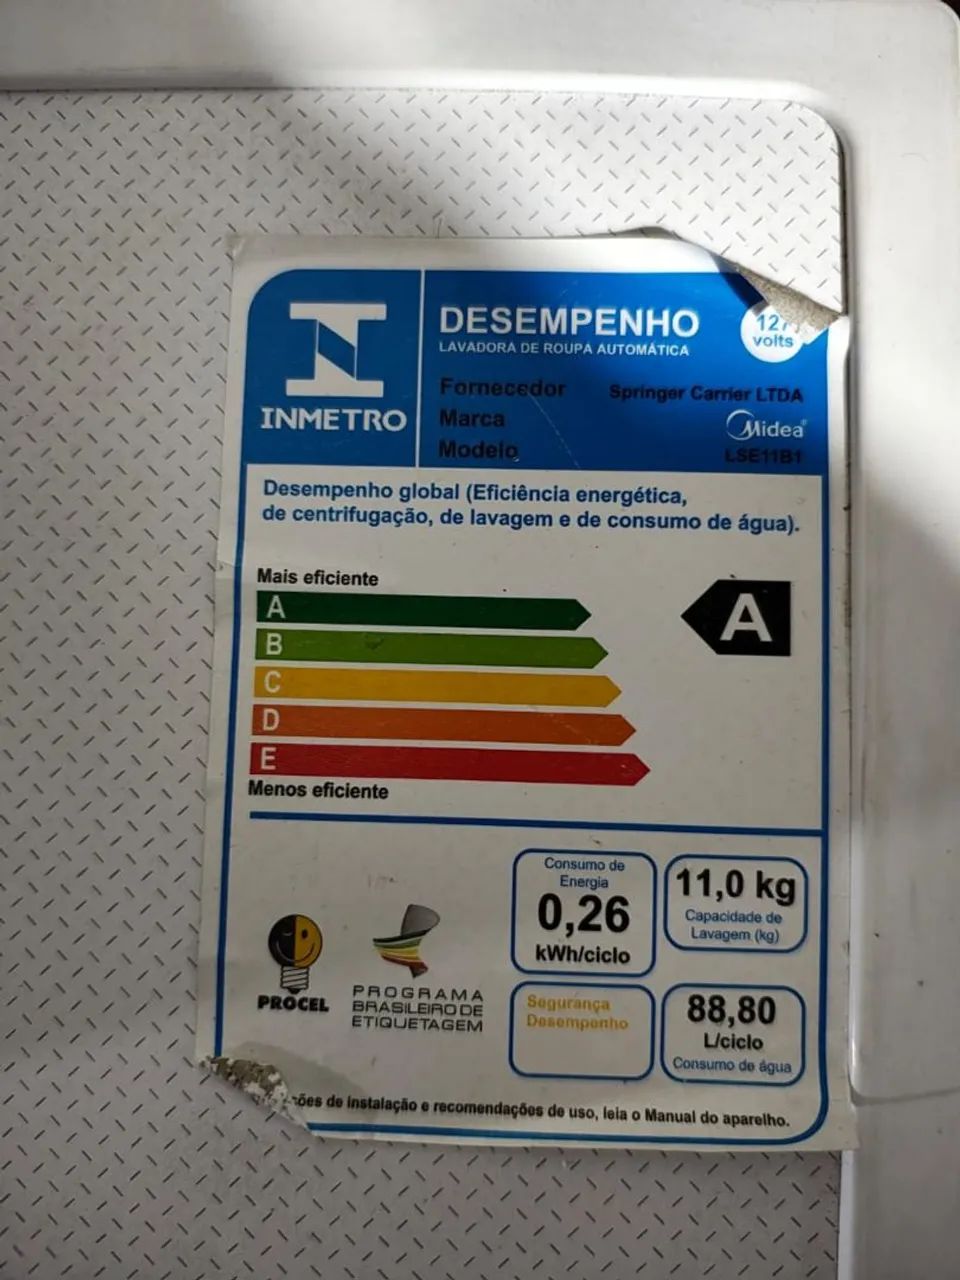 INMETRO
DESEMPENHO
LAVADORA DE ROUPA AUTOMÁTICA
127
volts
Fornecedor Springer Carrier LTDA
Marca Midea
Modelo LSE11B1
Desempenho global (Eficiência energética,
de centrifugação, de lavagem e de consumo de água).
Mais eficiente
A
A
B
C
D
E
Menos eficiente
Consumo de
Energia
0,26
kWh/ciclo
11,0 kg
Capacidade de
Lavagem (kg)
PROCEL
PROGRAMA
BRASILEIRO DE
ETIQUETAGEM
Segurança
Desempenho
88,80
L/ciclo
Consumo de água
de instalação e recomendações de uso, leia o Manual do aparelho.